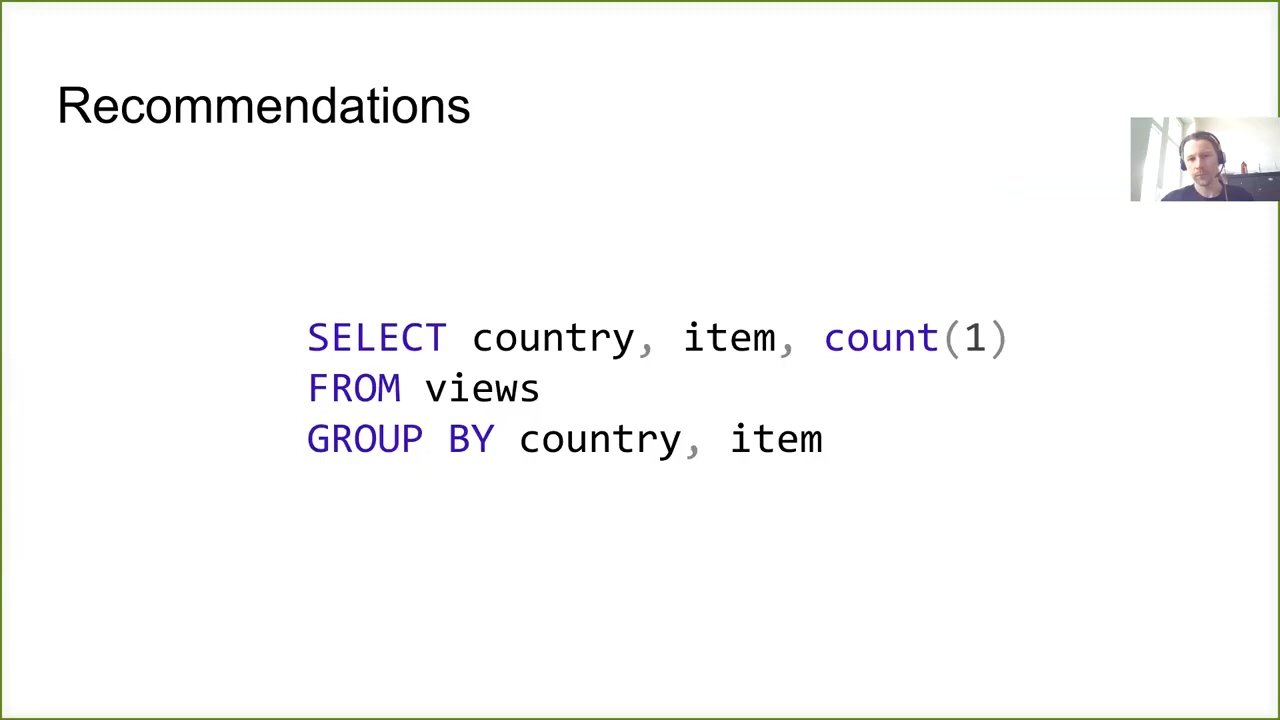 Recommendations
SELECT country, item, count(1)
FROM views
GROUP BY country, item